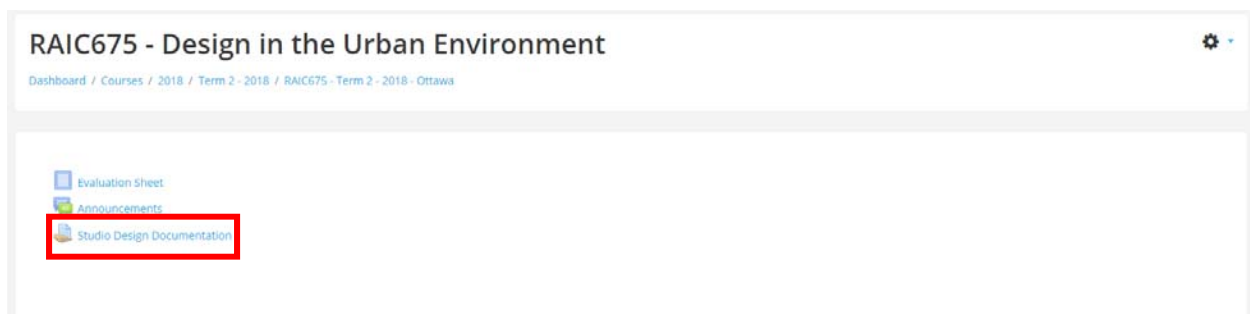 RAIC675 - Design in the Urban Environment
Dashboard / Courses / 2018 / Term 2 - 2018 / RAIC675 - Term 2 - 2018 - Ottawa
Evaluation Sheet
Announcements
Studio Design Documentation